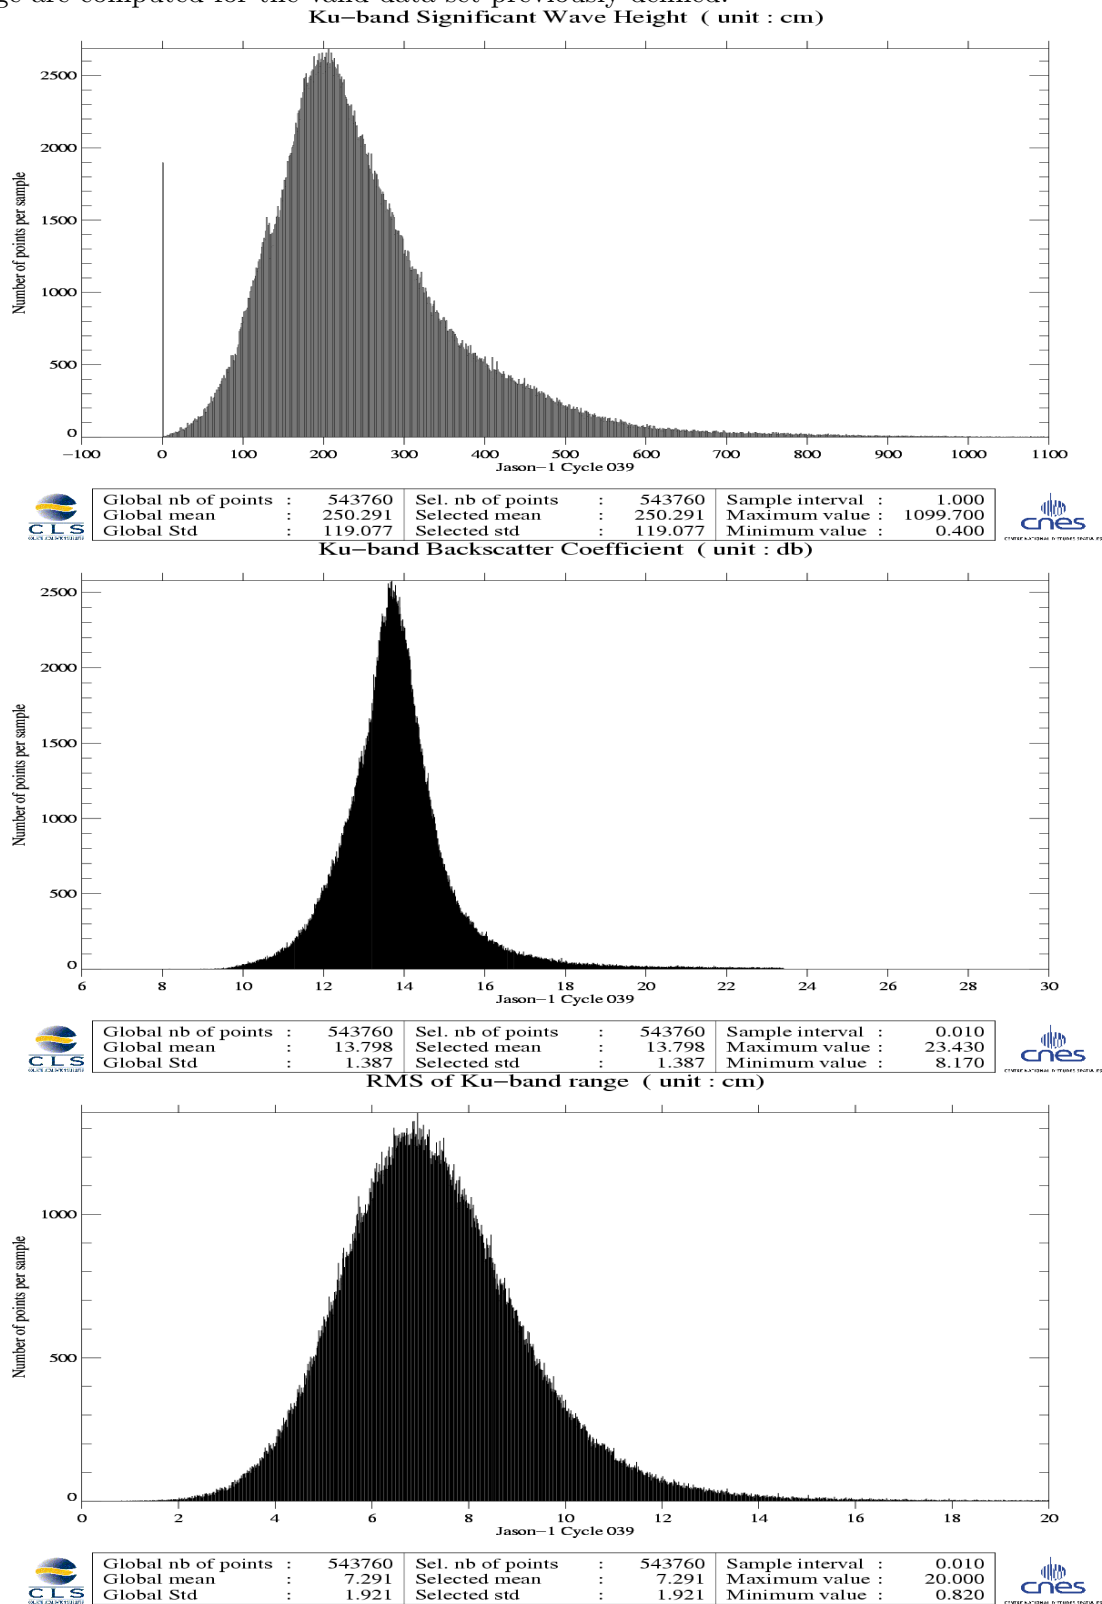 ge are computed for the valid data set previously defined.
Ku−band Significant Wave Height ( unit : cm)
Number of points per sample
2500
2000
1500
1000
500
0
−100 0 100 200 300 400 500 600 700 800 900 1000 1100
Jason−1 Cycle 039
CLS
Global nb of points : 543760 Sel. nb of points : 543760 Sample interval : 1.000
Global mean : 250.291 Selected mean : 250.291 Maximum value : 1099.700
Global Std : 119.077 Selected std : 119.077 Minimum value : 0.400
cnes
Ku−band Backscatter Coefficient ( unit : db)
Number of points per sample
2500
2000
1500
1000
500
0
6 8 10 12 14 16 18 20 22 24 26 28 30
Jason−1 Cycle 039
CLS
Global nb of points : 543760 Sel. nb of points : 543760 Sample interval : 0.010
Global mean : 13.798 Selected mean : 13.798 Maximum value : 23.430
Global Std : 1.387 Selected std : 1.387 Minimum value : 8.170
cnes
RMS of Ku−band range ( unit : cm)
Number of points per sample
1000
500
0
0 2 4 6 8 10 12 14 16 18 20
Jason−1 Cycle 039
CLS
Global nb of points : 543760 Sel. nb of points : 543760 Sample interval : 0.010
Global mean : 7.291 Selected mean : 7.291 Maximum value : 20.000
Global Std : 1.921 Selected std : 1.921 Minimum value : 0.820
cnes